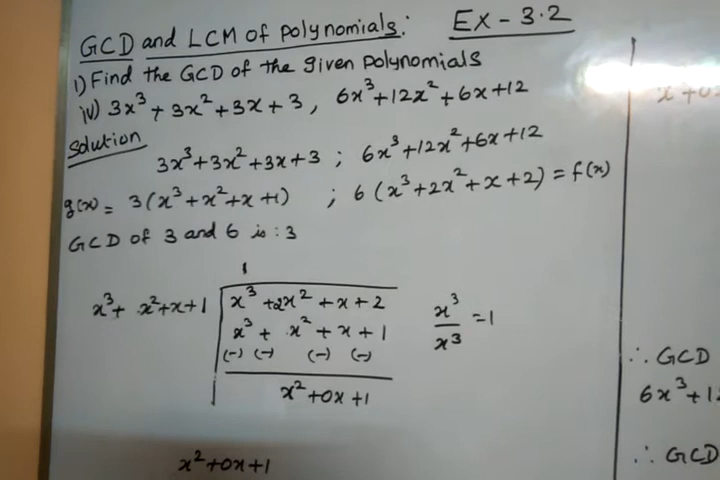 GCD and LCM of polynomials: EX - 3.2
1) Find the GCD of the given polynomials
iv) 3x³ + 3x² + 3x + 3 , 6x³+12x²+6x+12
Solution
3x³+3x²+3x+3 ; 6x³+12x²+6x+12
g(x) = 3(x³+x²+x+1) ; 6(x³+2x²+x+2) = f(x)
GCD of 3 and 6 is : 3
1
x³+ x²+x+1 x³ +2x² + x + 2
x³ + x² + x + 1
(-) (-) (-) (-)
x² +0x +1
x³/x³ = 1
x² +0x+1
∴ GCD
6x³+1
∴ GCD